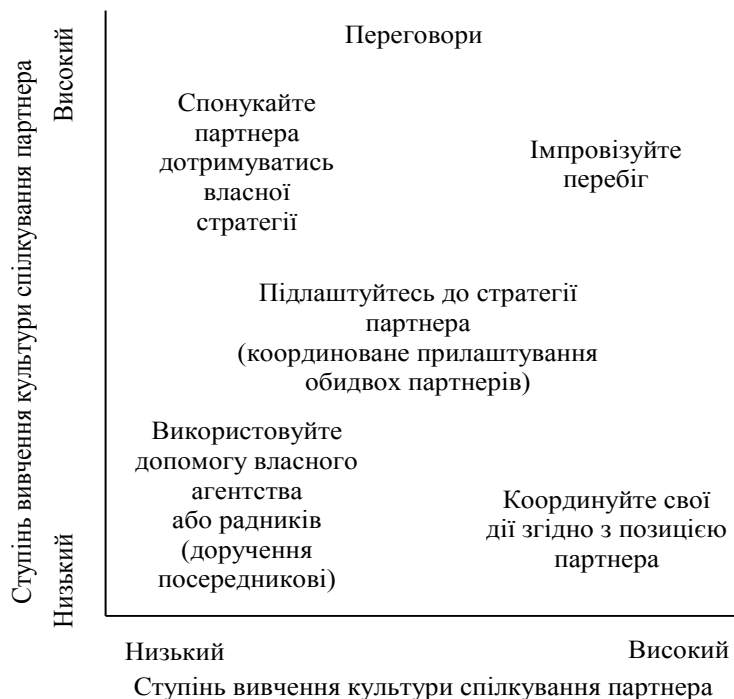 Переговори
Високий
Ступінь вивчення культури спілкування партнера
Низький
Спонукайте
партнера
дотримуватись
власної
стратегії
Імпровізуйте
перебіг
Підлаштуйтесь до стратегії
партнера
(координоване прилаштування
обидвох партнерів)
Використовуйте
допомогу власного
агентства
або радників
(доручення
посередникові)
Координуйте свої
дії згідно з позицією
партнера
Низький
Високий
Ступінь вивчення культури спілкування партнера